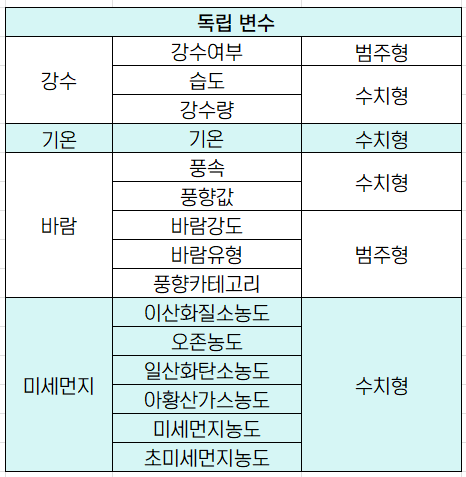 독립 변수
강수 강수여부 범주형
습도 수치형
강수량
기온 기온 수치형
바람 풍속 수치형
풍향값
바람강도 범주형
바람유형
풍향카테고리
미세먼지 이산화질소농도 수치형
오존농도
일산화탄소농도
아황산가스농도
미세먼지농도
초미세먼지농도